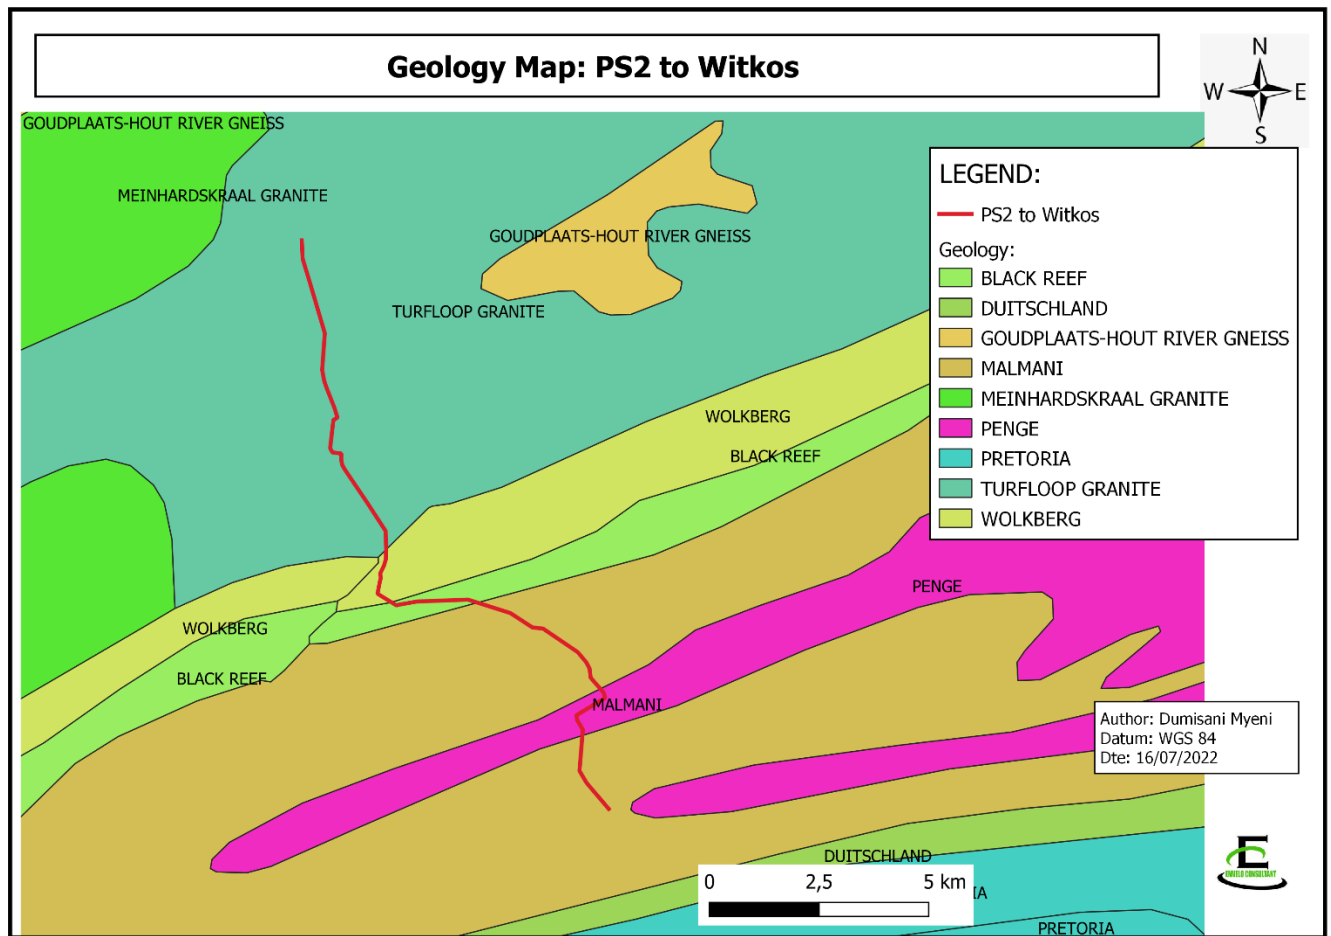 Geology Map: PS2 to Witkos
N
W
E
S
GOUDPLAATS-HOUT RIVER GNEISS
MEINHARDSKRAAL GRANITE
GOUDPLAATS-HOUT RIVER GNEISS
TURFLOOP GRANITE
WOLKBERG
BLACK REEF
PENGE
WOLKBERG
BLACK REEF
MALMANI
DUITSCHLAND
IA
PRETORIA
LEGEND:
PS2 to Witkos
Geology:
BLACK REEF
DUITSCHLAND
GOUDPLAATS-HOUT RIVER GNEISS
MALMANI
MEINHARDSKRAAL GRANITE
PENGE
PRETORIA
TURFLOOP GRANITE
WOLKBERG
Author: Dumisani Myeni
Datum: WGS 84
Dte: 16/07/2022
0 2,5 5 km
E
CONSULTANT